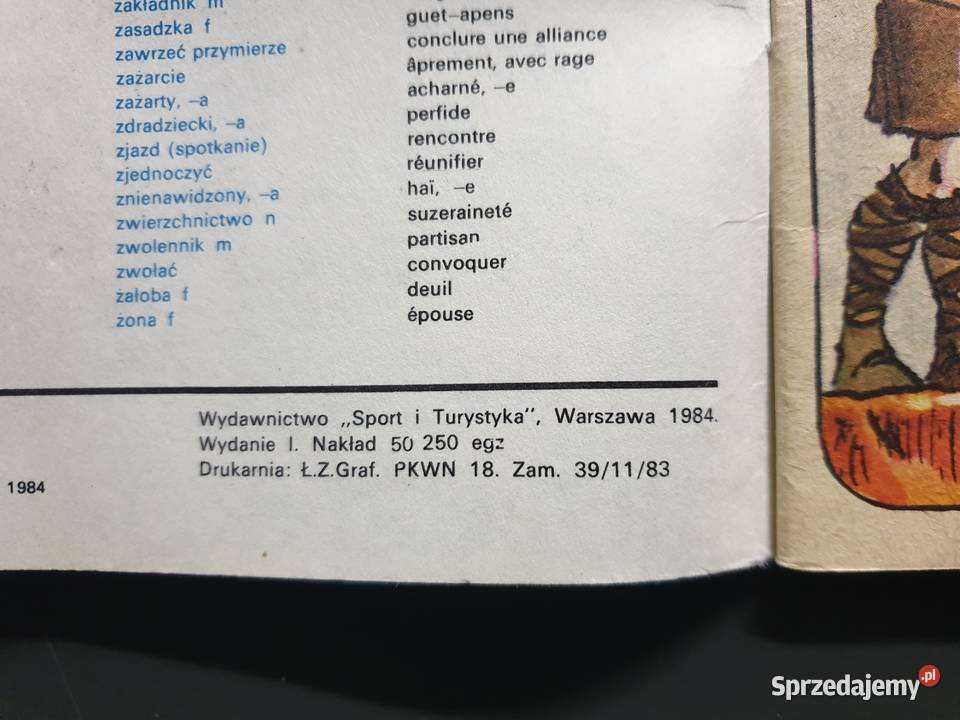 zakładnik m
zasadzka f
zawrzeć przymierze
zażarcie
zażarty, –a
zdradziecki, –a
zjazd (spotkanie)
zjednoczyć
znienawidzony, –a
zwierzchnictwo n
zwolennik m
zwołać
żałoba f
żona f
guet–apens
conclure une alliance
âprement, avec rage
acharné, –e
perfide
rencontre
réunifier
haï, –e
suzeraineté
partisan
convoquer
deuil
épouse
Wydawnictwo „Sport i Turystyka", Warszawa 1984.
Wydanie I. Nakład 50 250 egz
Drukarnia: Ł.Z.Graf. PKWN 18. Zam. 39/11/83
1984
Sprzedajemy.pl